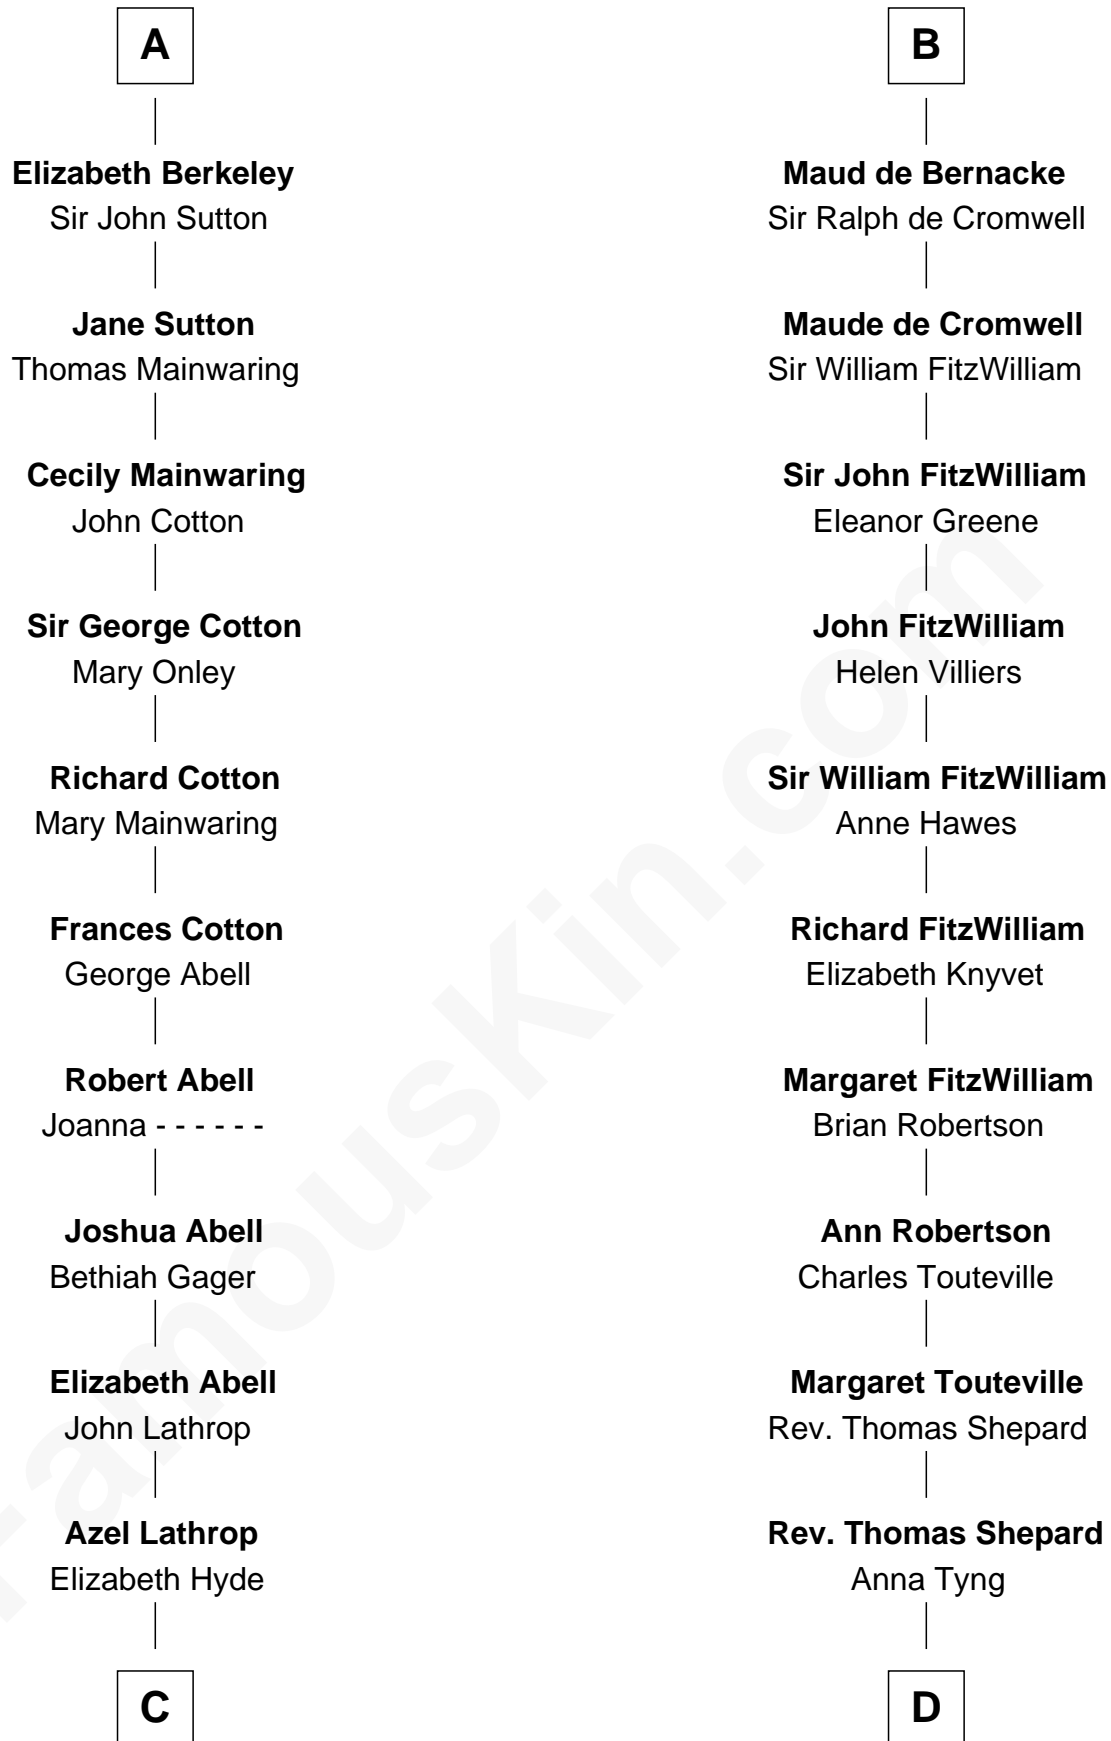 A
Elizabeth Berkeley
Sir John Sutton
Jane Sutton
Thomas Mainwaring
Cecily Mainwaring
John Cotton
Sir George Cotton
Mary Onley
Richard Cotton
Mary Mainwaring
Frances Cotton
George Abell
Robert Abell
Joanna - - - - - -
Joshua Abell
Bethiah Gager
Elizabeth Abell
John Lathrop
Azel Lathrop
Elizabeth Hyde
C
B
Maud de Bernacke
Sir Ralph de Cromwell
Maude de Cromwell
Sir William FitzWilliam
Sir John FitzWilliam
Eleanor Greene
John FitzWilliam
Helen Villiers
Sir William FitzWilliam
Anne Hawes
Richard FitzWilliam
Elizabeth Knyvet
Margaret FitzWilliam
Brian Robertson
Ann Robertson
Charles Touteville
Margaret Touteville
Rev. Thomas Shepard
Rev. Thomas Shepard
Anna Tyng
D
FamousKin.com